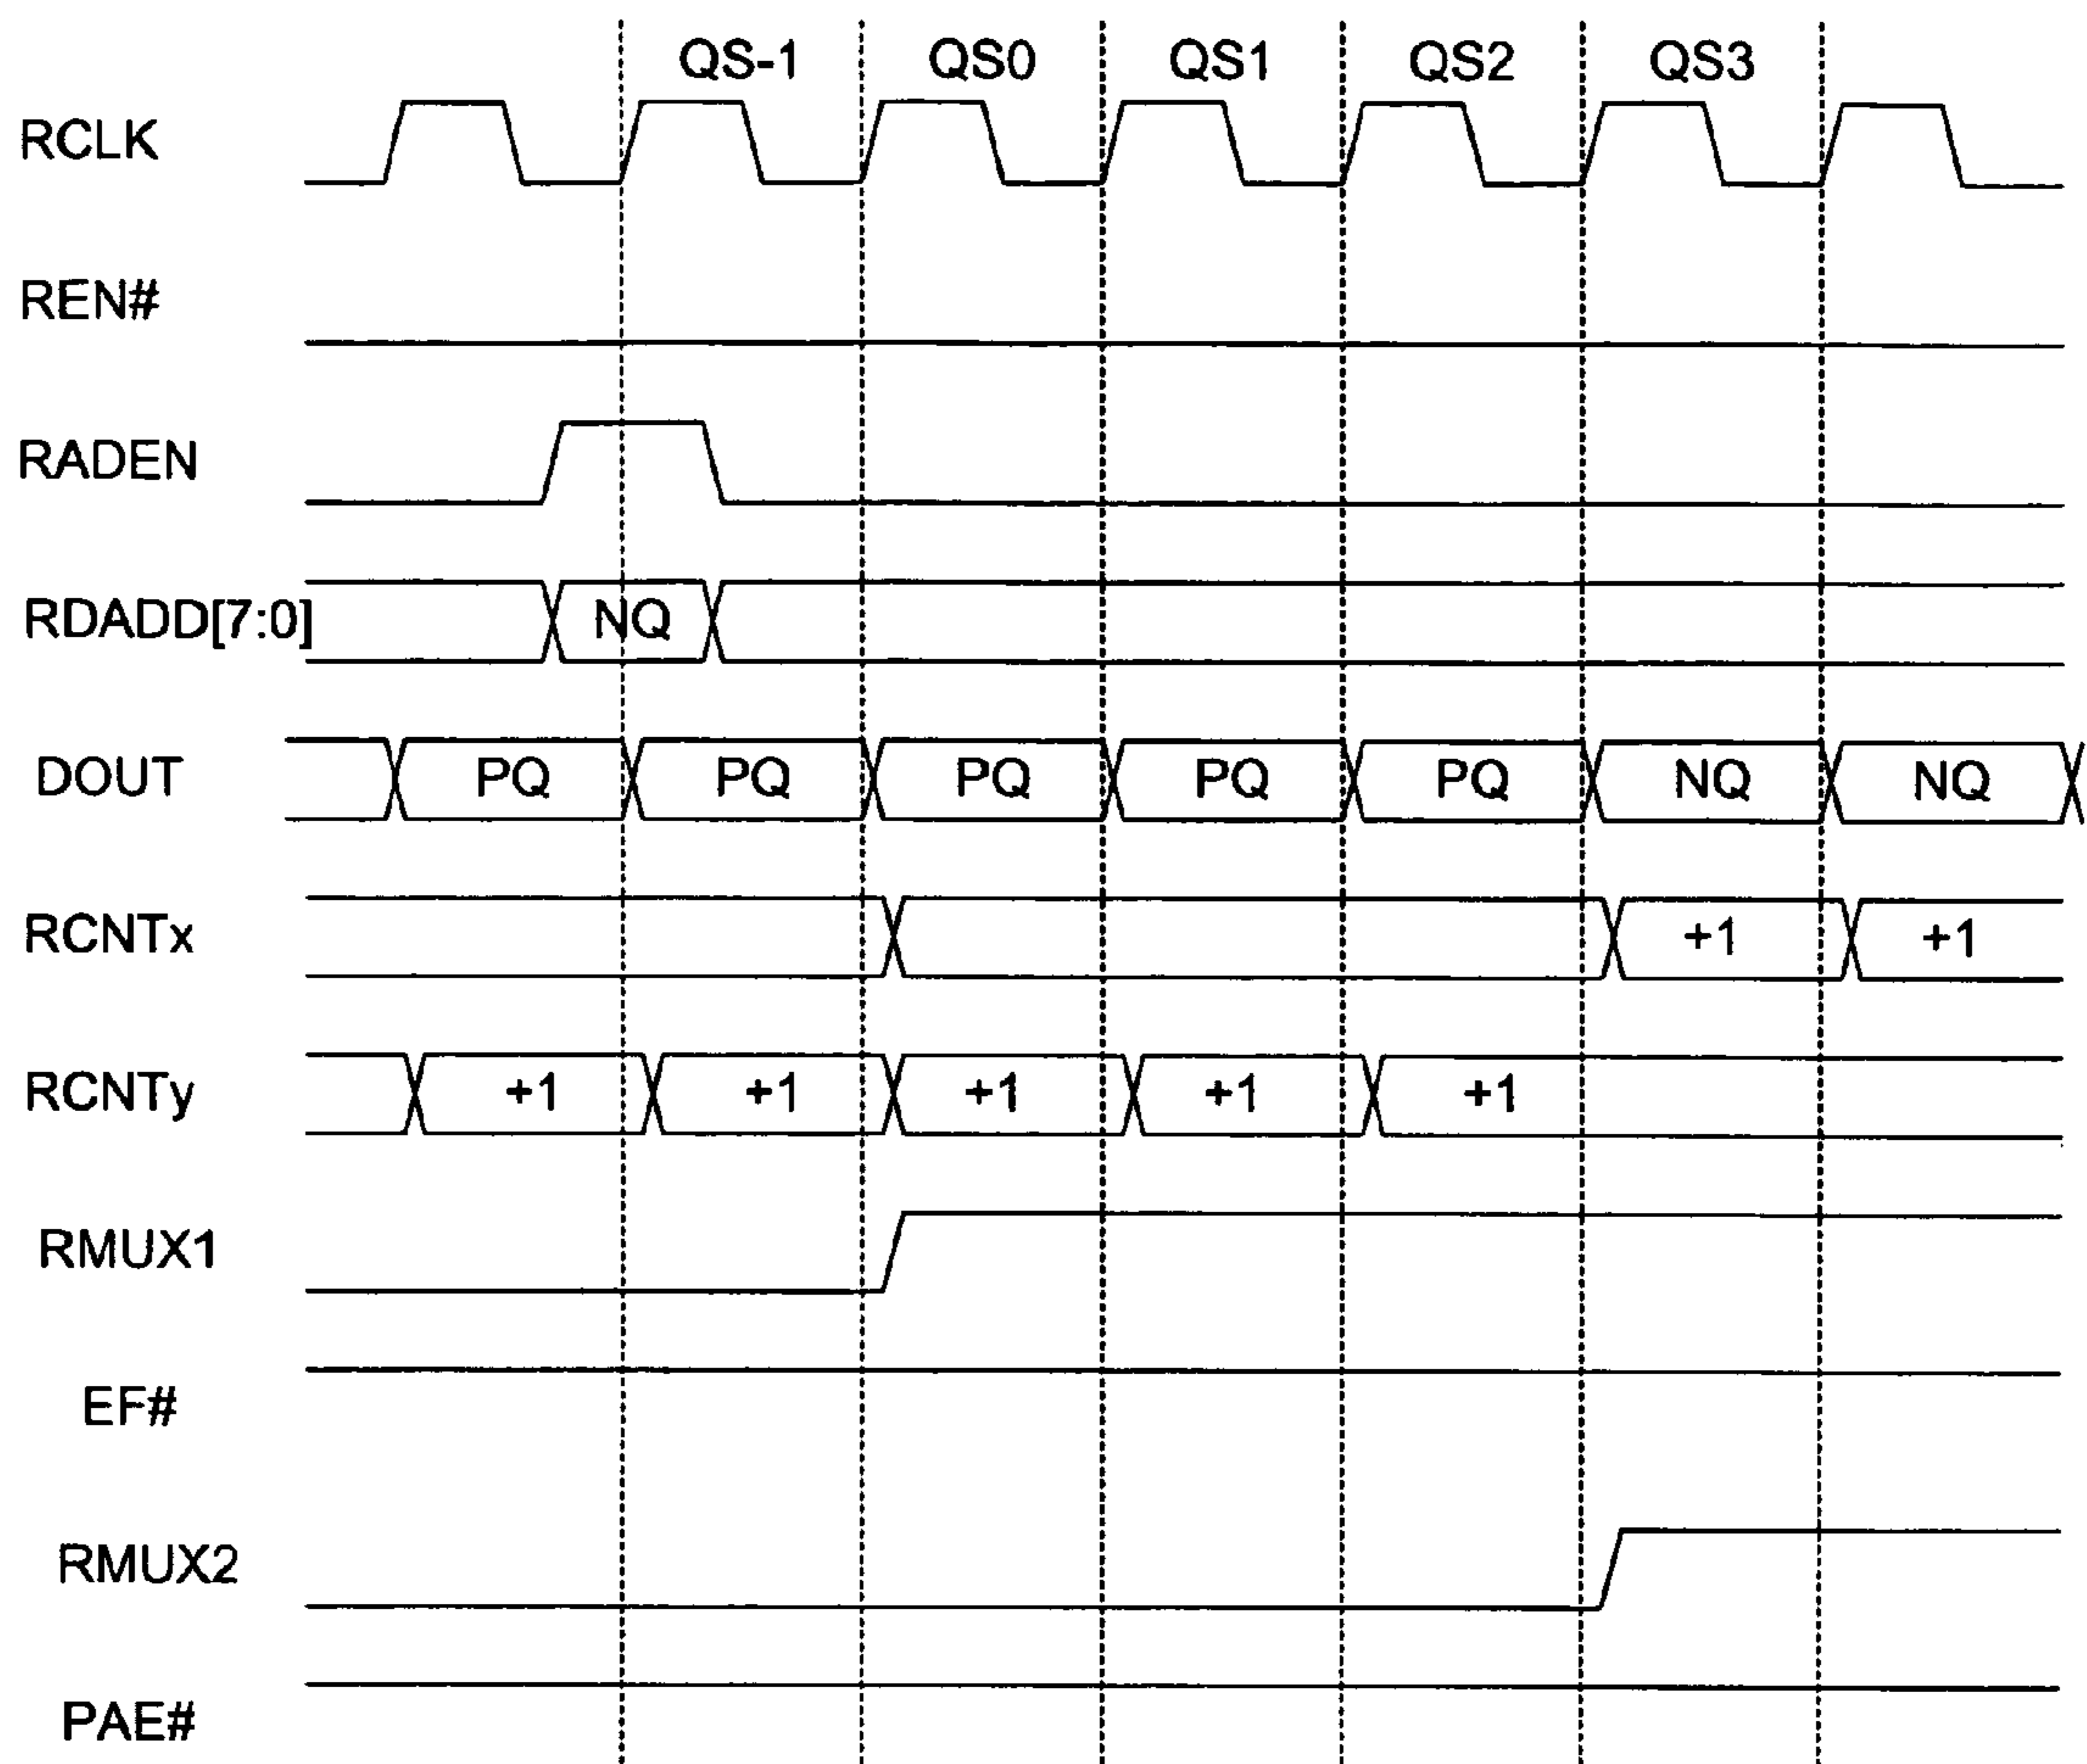 QS-1 QS0 QS1 QS2 QS3
RCLK
REN#
RADEN
RDADD[7:0] NQ
DOUT PQ PQ PQ PQ PQ NQ NQ
RCNTx +1 +1
RCNTy +1 +1 +1 +1 +1
RMUX1
EF#
RMUX2
PAE#